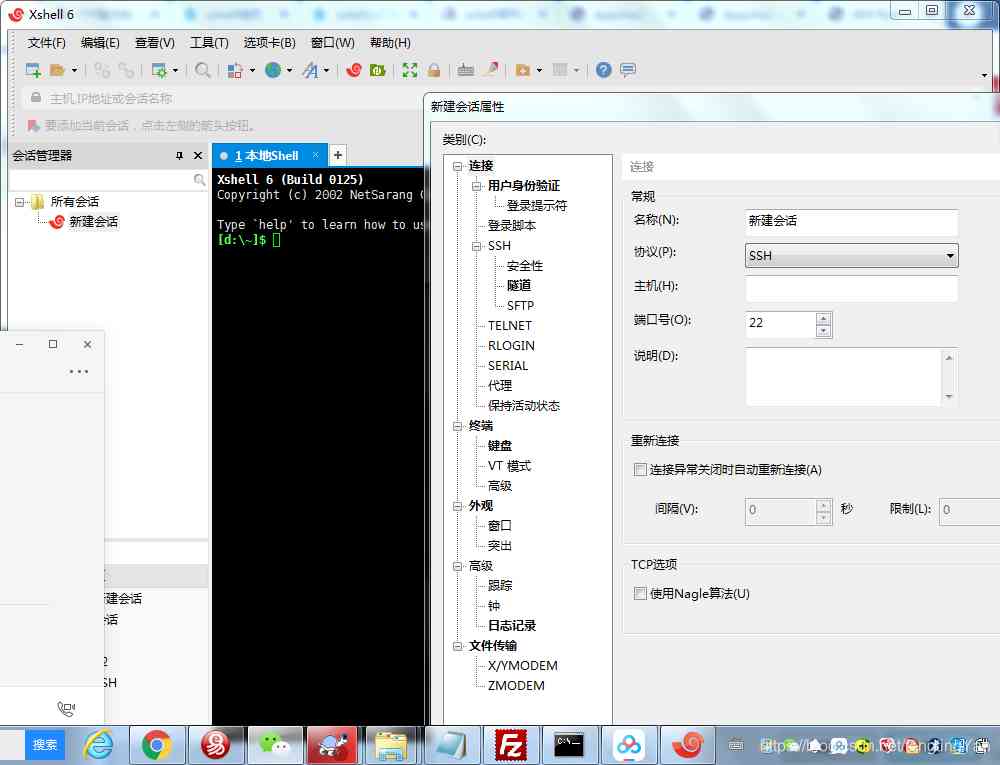 Xshell 6
文件(F) 编辑(E) 查看(V) 工具(T) 选项卡(B) 窗口(W) 帮助(H)
主机,IP地址或会话名称
要添加当前会话，点击左侧的箭头按钮。
会话管理器
所有会话
新建会话
1 本地Shell
Xshell 6 (Build 0125)
Copyright (c) 2002 NetSarang
Type `help' to learn how to us
[d:\~]$
新建会话属性
类别(C):
连接
用户身份验证
登录提示符
登录脚本
SSH
安全性
隧道
SFTP
TELNET
RLOGIN
SERIAL
代理
保持活动状态
终端
键盘
VT 模式
高级
外观
窗口
突出
高级
跟踪
钟
日志记录
文件传输
X/YMODEM
ZMODEM
连接
常规
名称(N): 新建会话
协议(P): SSH
主机(H):
端口号(O): 22
说明(D):
重新连接
连接异常关闭时自动重新连接(A)
间隔(V): 0 秒 限制(L): 0
TCP选项
使用Nagle算法(U)
建会话
话
2
SH
搜索